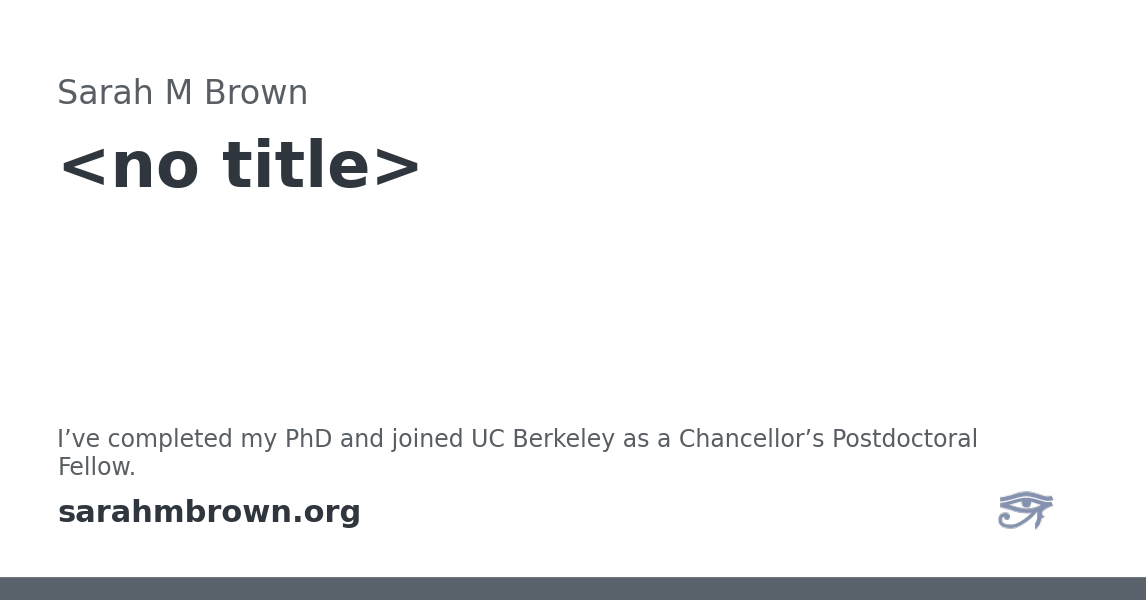 Sarah M Brown
<no title>
I’ve completed my PhD and joined UC Berkeley as a Chancellor’s Postdoctoral
Fellow.
sarahmbrown.org